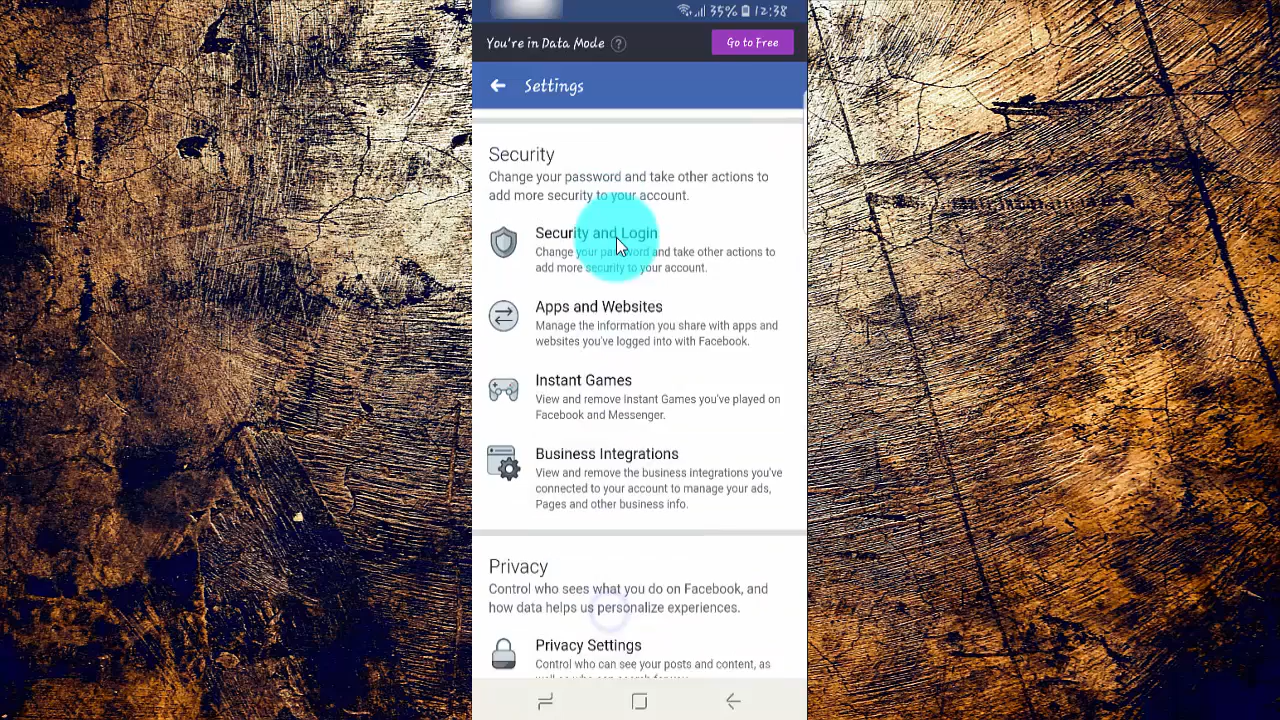 35% 12:38
You're in Data Mode ? Go to Free
Settings
Security
Change your password and take other actions to
add more security to your account.
Security and Login
Change your password and take other actions to
add more security to your account.
Apps and Websites
Manage the information you share with apps and
websites you've logged into with Facebook.
Instant Games
View and remove Instant Games you've played on
Facebook and Messenger.
Business Integrations
View and remove the business integrations you've
connected to your account to manage your ads,
Pages and other business info.
Privacy
Control who sees what you do on Facebook, and
how data helps us personalize experiences.
Privacy Settings
Control who can see your posts and content, as